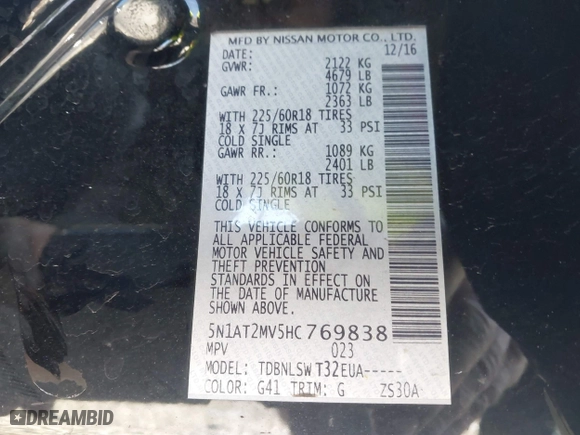 MFD BY NISSAN MOTOR CO., LTD.
DATE: 12/16
GVWR: 2122 KG
4679 LB
GAWR FR.: 1072 KG
2363 LB
WITH 225/60R18 TIRES
18 X 7J RIMS AT 33 PSI
COLD SINGLE
GAWR RR.: 1089 KG
2401 LB
WITH 225/60R18 TIRES
18 X 7J RIMS AT 33 PSI
COLD SINGLE
THIS VEHICLE CONFORMS TO
ALL APPLICABLE FEDERAL
MOTOR VEHICLE SAFETY AND
THEFT PREVENTION
STANDARDS IN EFFECT ON
THE DATE OF MANUFACTURE
SHOWN ABOVE.
5N1AT2MV5HC769838
MPV 023
MODEL: TDBNLSW T32EUA-----
COLOR: G41 TRIM: G ZS30A
DREAMBID